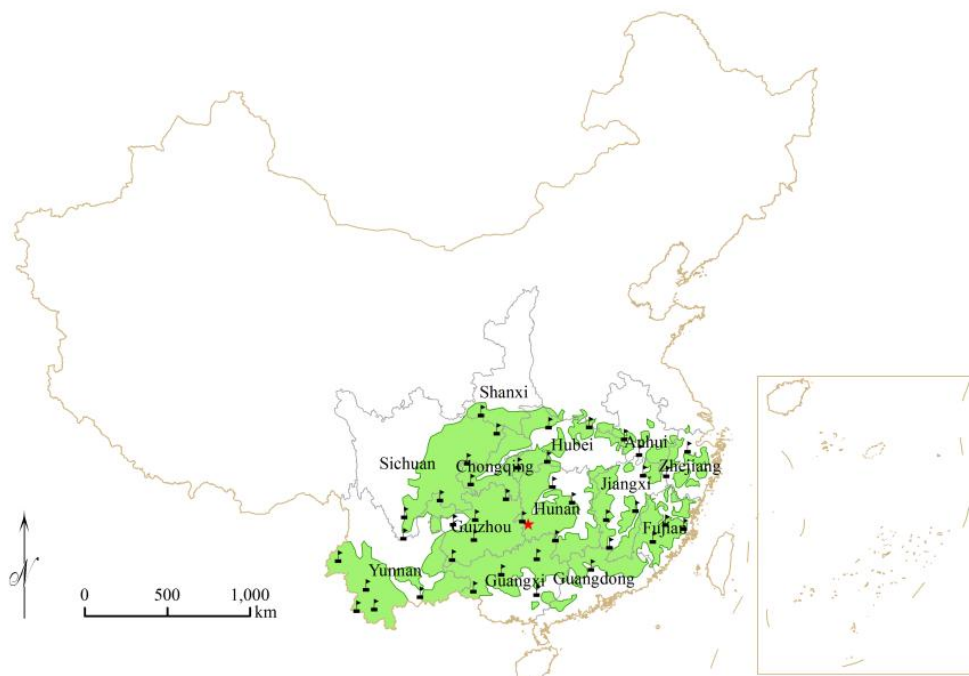 Shanxi
Hubei
Anhui
Sichuan
Chongqing
Zhejiang
Jiangxi
Hunan
Guizhou
Fujian
Yunnan
Guangxi
Guangdong
N
0 500 1,000
km